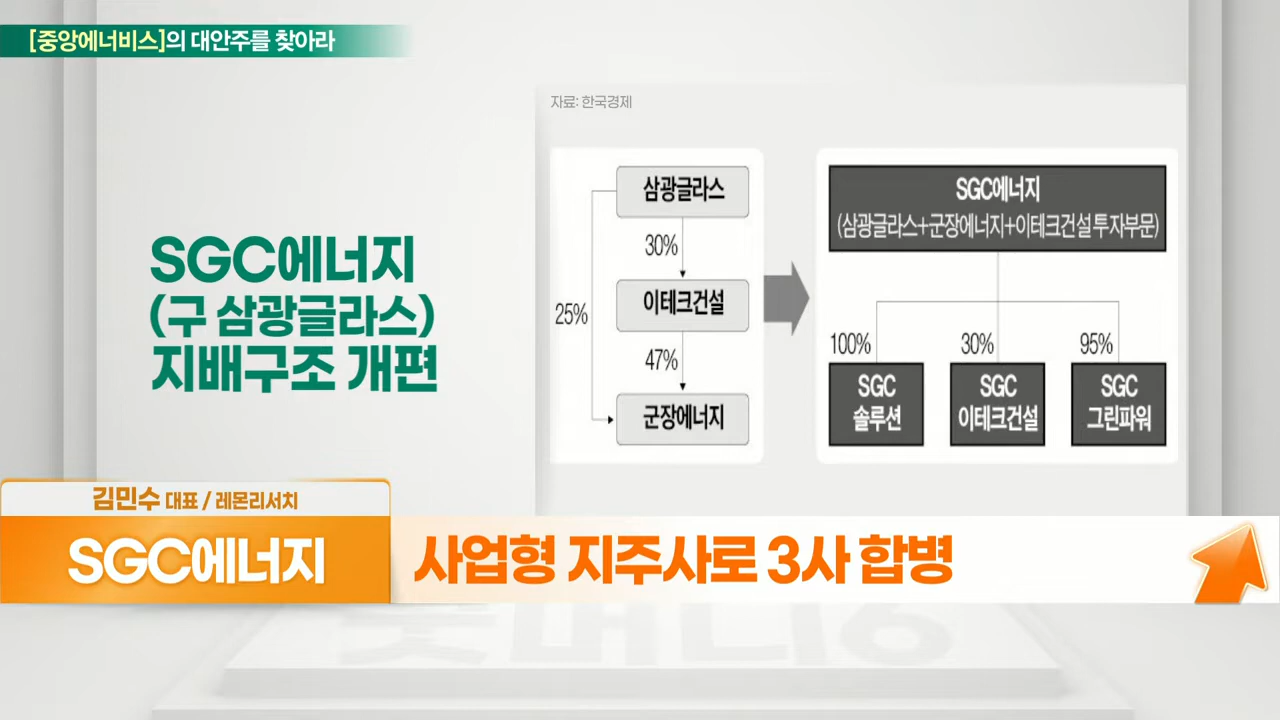 [중앙에너비스]의 대안주를 찾아라
자료: 한국경제
SGC에너지
(구 삼광글라스)
지배구조 개편
삼광글라스
30%
25%
이테크건설
47%
군장에너지
SGC에너지
(삼광글라스+군장에너지+이테크건설 투자부문)
100%
30%
95%
SGC
솔루션
SGC
이테크건설
SGC
그린파워
김민수 대표 / 레몬리서치
SGC에너지
사업형 지주사로 3사 합병